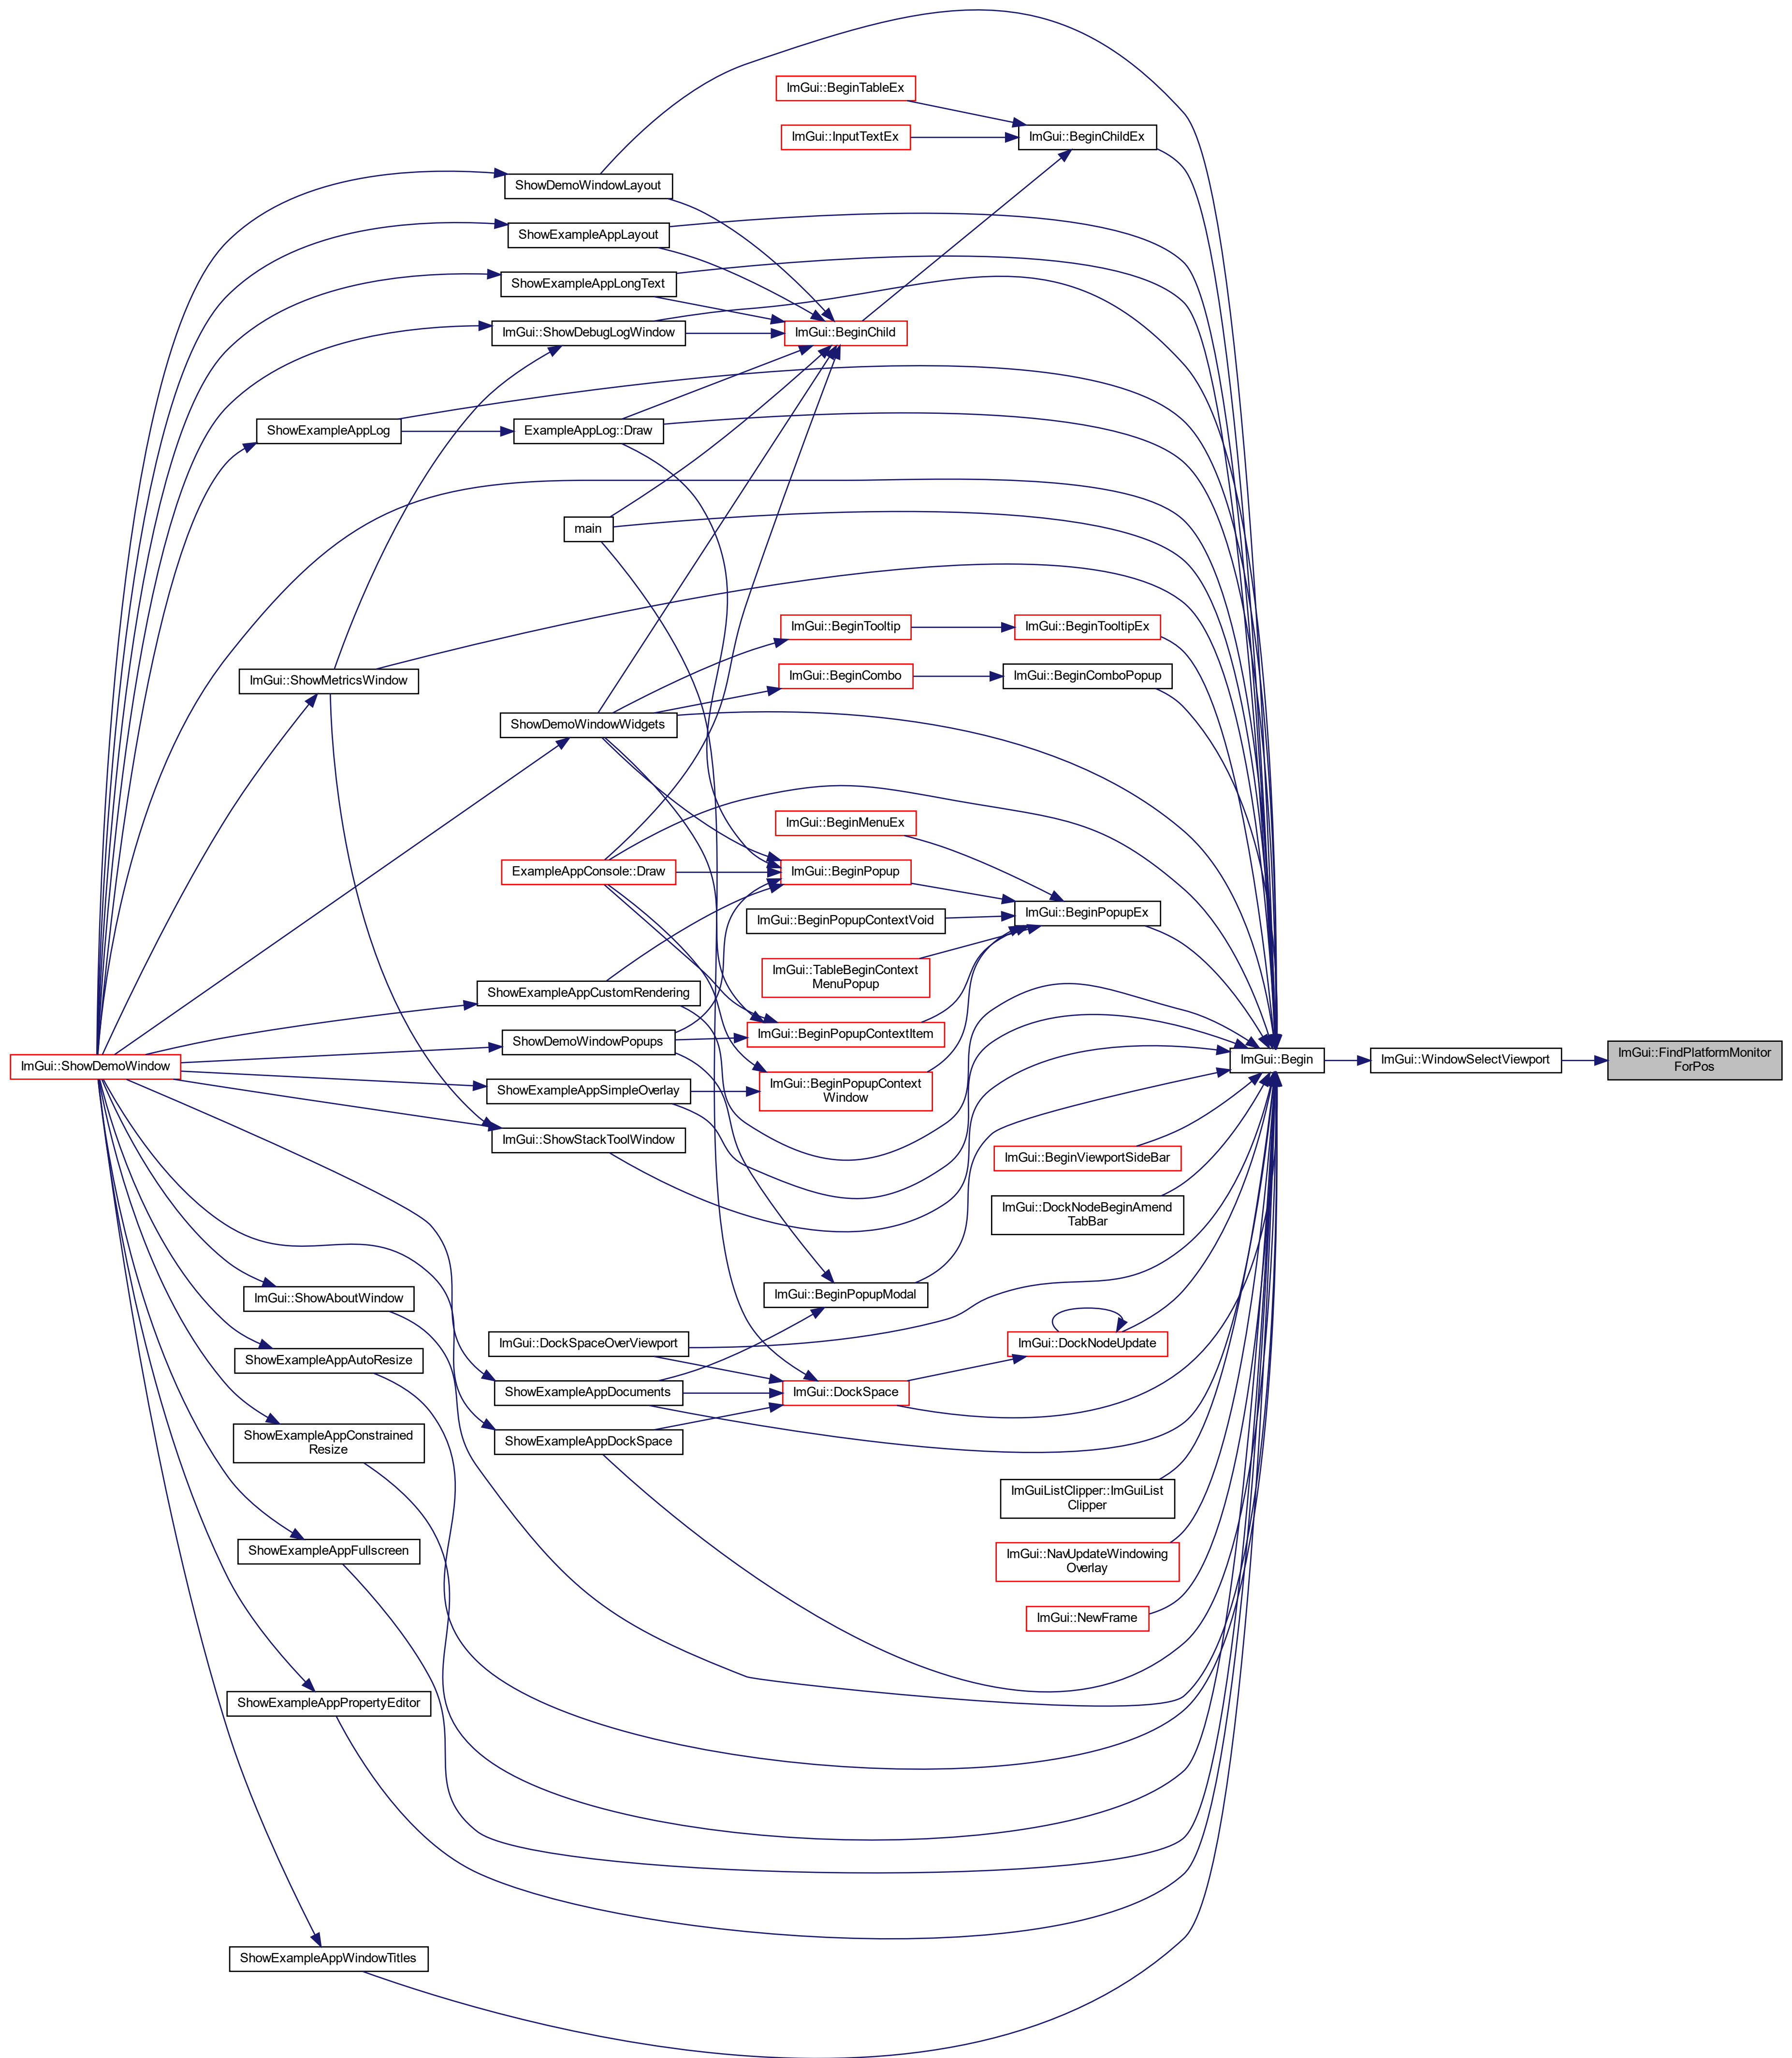 ImGui::BeginTableEx
ImGui::InputTextEx
ImGui::BeginChildEx
ShowDemoWindowLayout
ShowExampleAppLayout
ShowExampleAppLongText
ImGui::ShowDebugLogWindow
ImGui::BeginChild
ShowExampleAppLog
ExampleAppLog::Draw
main
ImGui::BeginTooltip
ImGui::BeginTooltipEx
ImGui::ShowMetricsWindow
ImGui::BeginCombo
ImGui::BeginComboPopup
ShowDemoWindowWidgets
ImGui::BeginMenuEx
ExampleAppConsole::Draw
ImGui::BeginPopup
ImGui::BeginPopupContextVoid
ImGui::BeginPopupEx
ImGui::TableBeginContext
MenuPopup
ShowExampleAppCustomRendering
ShowDemoWindowPopups
ImGui::BeginPopupContextItem
ImGui::ShowDemoWindow
ImGui::Begin
ImGui::WindowSelectViewport
ImGui::FindPlatformMonitor
ForPos
ShowExampleAppSimpleOverlay
ImGui::BeginPopupContext
Window
ImGui::ShowStackToolWindow
ImGui::BeginViewportSideBar
ImGui::DockNodeBeginAmend
TabBar
ImGui::ShowAboutWindow
ImGui::BeginPopupModal
ImGui::DockSpaceOverViewport
ImGui::DockNodeUpdate
ShowExampleAppAutoResize
ShowExampleAppDocuments
ImGui::DockSpace
ShowExampleAppConstrained
Resize
ShowExampleAppDockSpace
ImGuiListClipper::ImGuiList
Clipper
ShowExampleAppFullscreen
ImGui::NavUpdateWindowing
Overlay
ImGui::NewFrame
ShowExampleAppPropertyEditor
ShowExampleAppWindowTitles